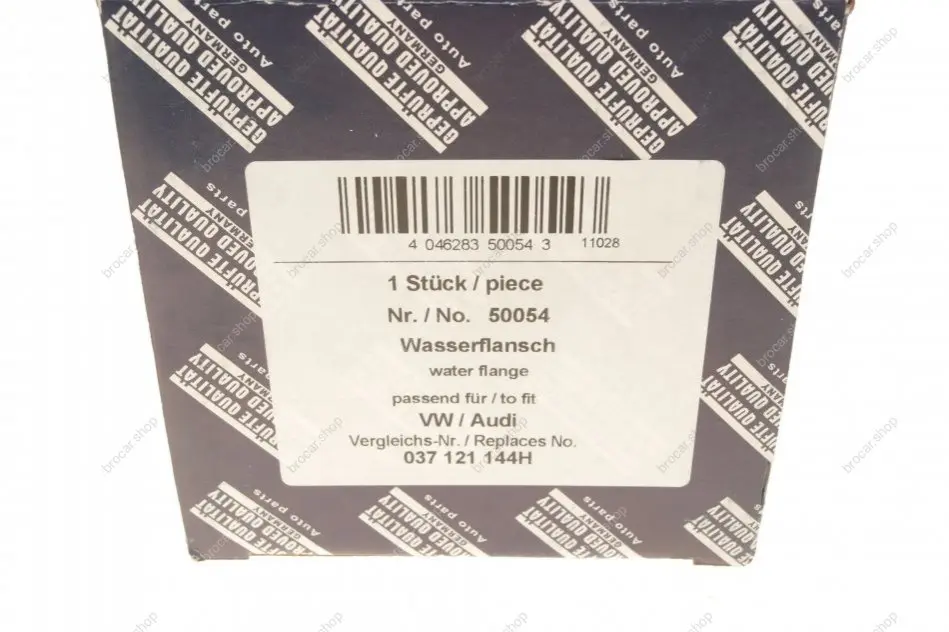 GEPRÜFTE QUALITÄT
APPROVED QUALITY
GERMANY
Auto parts
4 046283 50054 3 11028
1 Stück / piece
Nr. / No. 50054
Wasserflansch
water flange
passend für / to fit
VW / Audi
Vergleichs-Nr. / Replaces No.
037 121 144H
brocar.shop